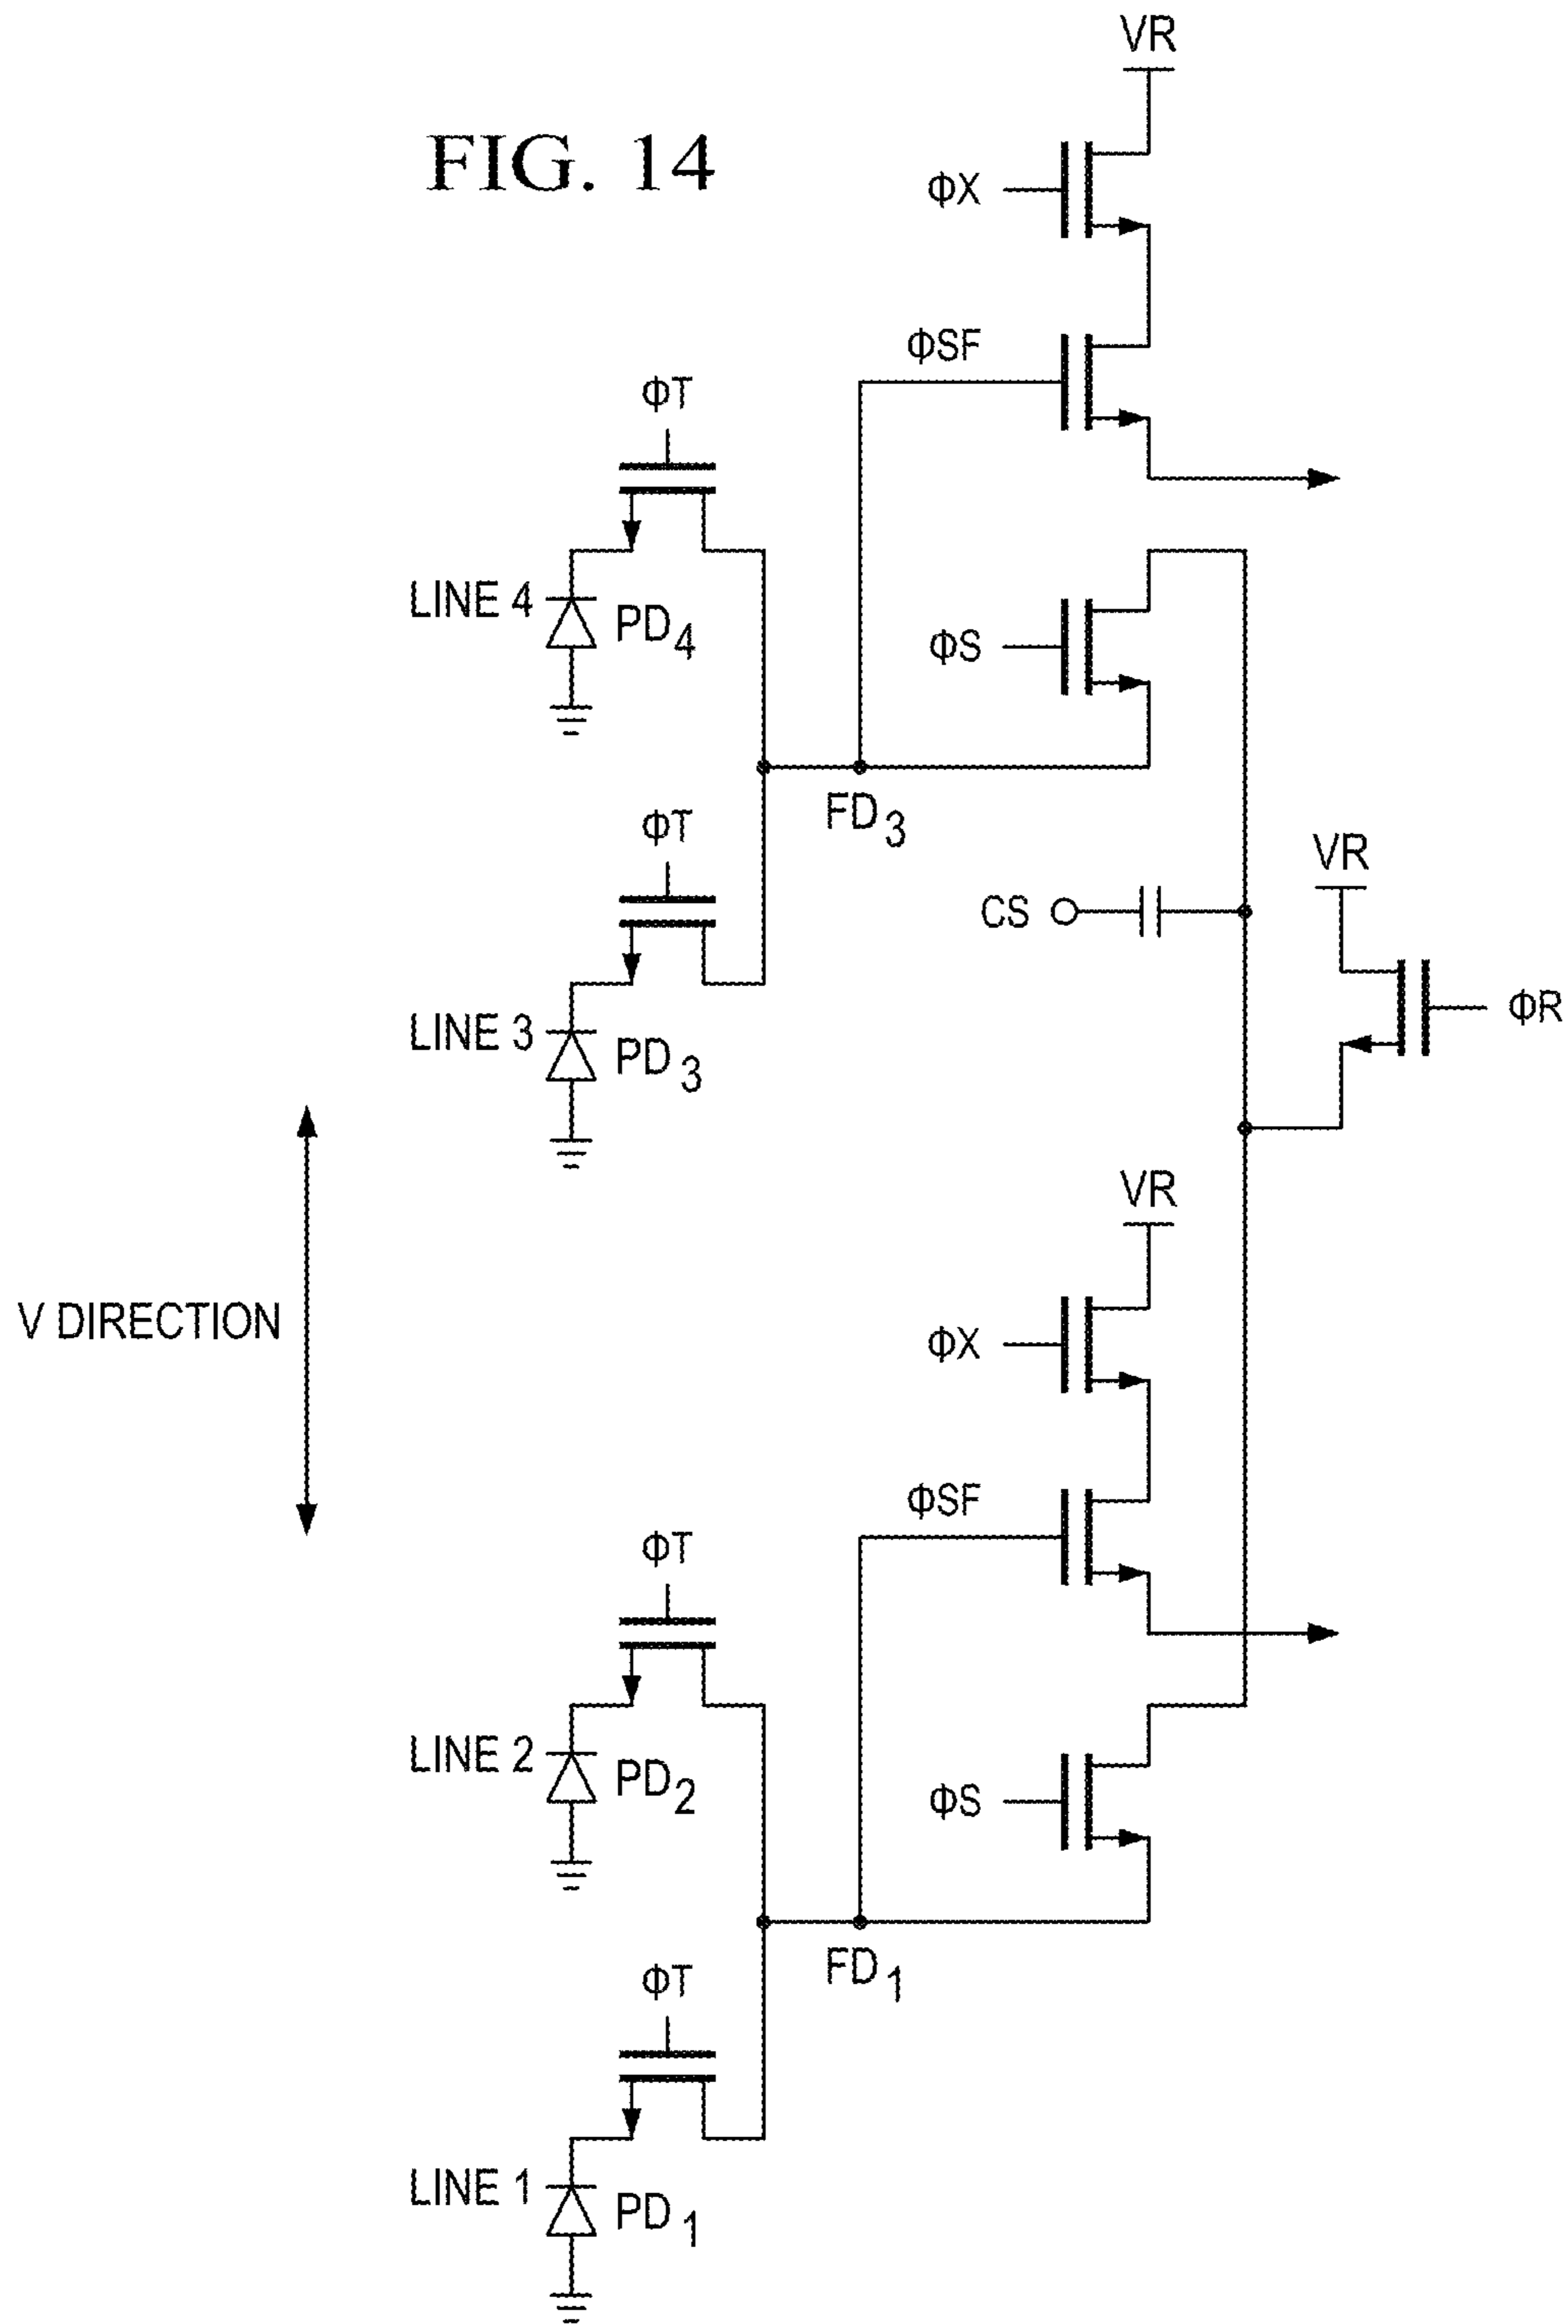 VR
FIG. 14
ΦX
ΦSF
ΦT
LINE 4
PD4
ΦS
FD3
ΦT
VR
CS
LINE 3
PD3
ΦR
VR
V DIRECTION
ΦX
ΦSF
ΦT
LINE 2
PD2
ΦS
FD1
ΦT
LINE 1
PD1